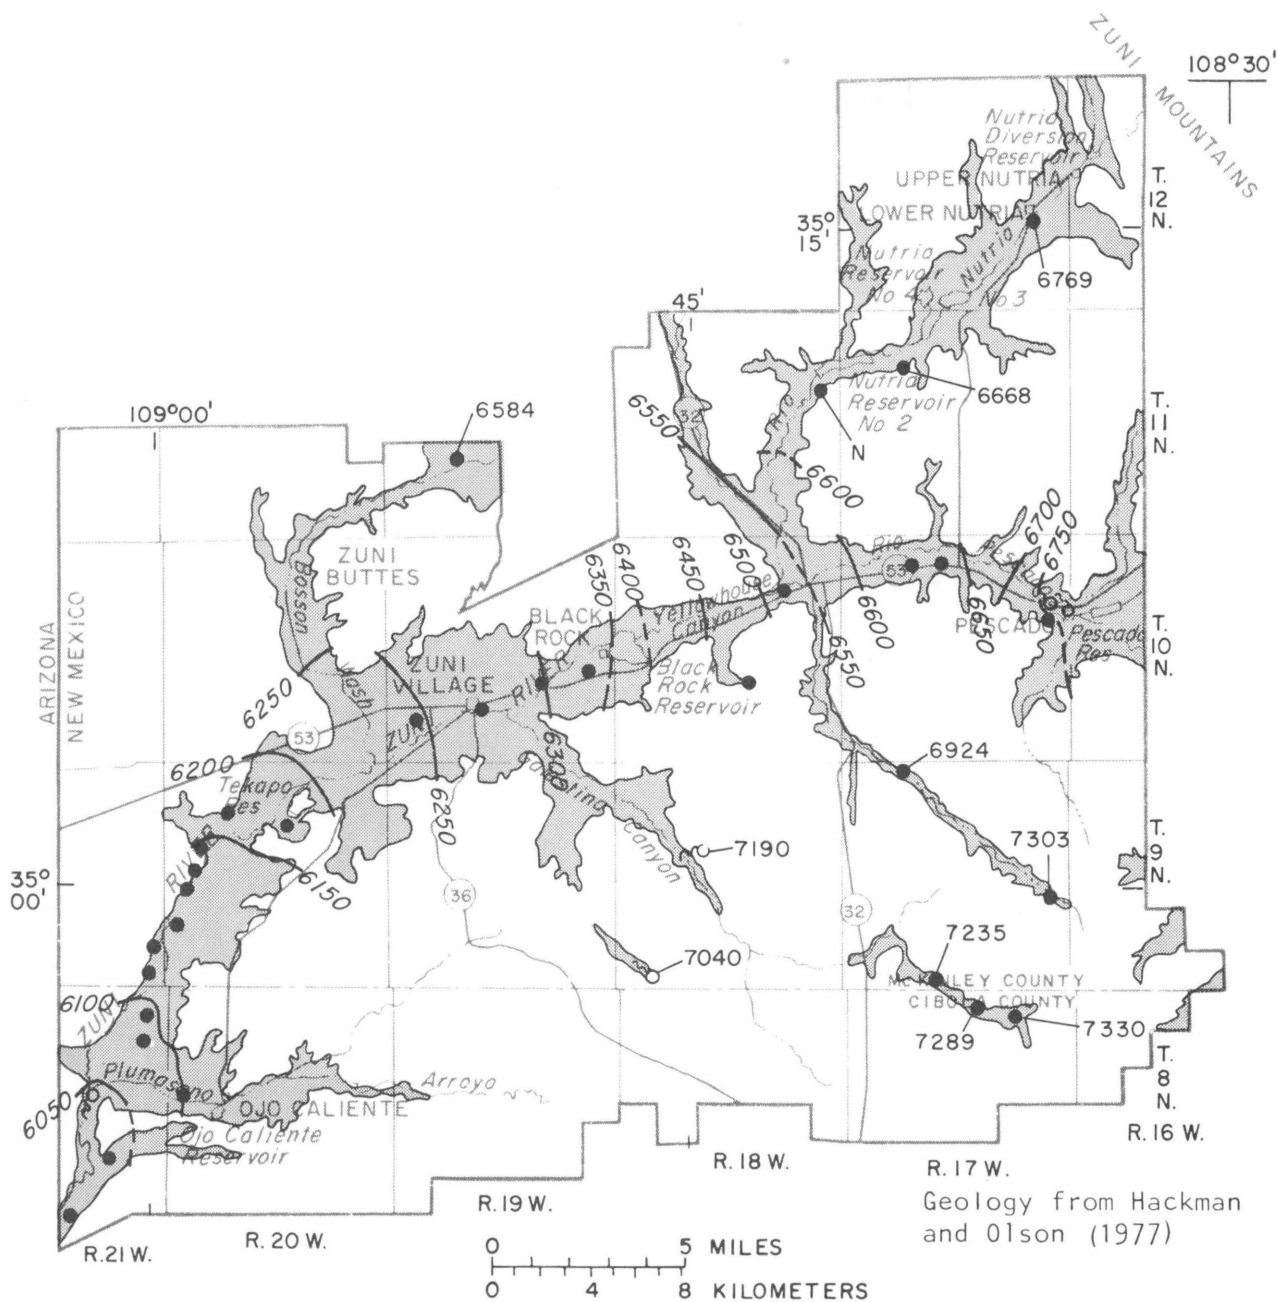 ZUNI
MOUNTAINS
108°30'
Nutria
Diversion
Reservoir
UPPER NUTRIA
LOWER NUTRIA
T.
12
N.
35°
15'
Nutria
Reservoir
No 4
Nutria
No 3
6769
45'
32
6550
Nutria
Reservoir
No 2
6668
N
T.
11
N.
109°00'
6584
6600
ZUNI
BUTTES
Bosson
Wash
6700
6750
Rio
Pescado
53
6600
6650
PESCADO
Pescado
Res
T.
10
N.
6350
6400
6450
6500
Yellowhouse
Canyon
BLACK
ROCK
Black
Rock
Reservoir
6550
ARIZONA
NEW MEXICO
ZUNI
VILLAGE
ZUNI
RIVER
6250
53
6200
Tekapo
Res
6250
6300
Canyon
6924
7190
7303
T.
9
N.
RIVER
6150
35°
00'
36
32
7235
7040
McKINLEY COUNTY
CIBOLA COUNTY
7289
7330
6100
ZUNI
T.
8
N.
Plumasano
Arroyo
6050
OJO CALIENTE
Ojo Caliente
Reservoir
R.16 W.
R.17 W.
R.18 W.
R.19 W.
R.20 W.
R.21 W.
Geology from Hackman
and Olson (1977)
0 5 MILES
0 4 8 KILOMETERS